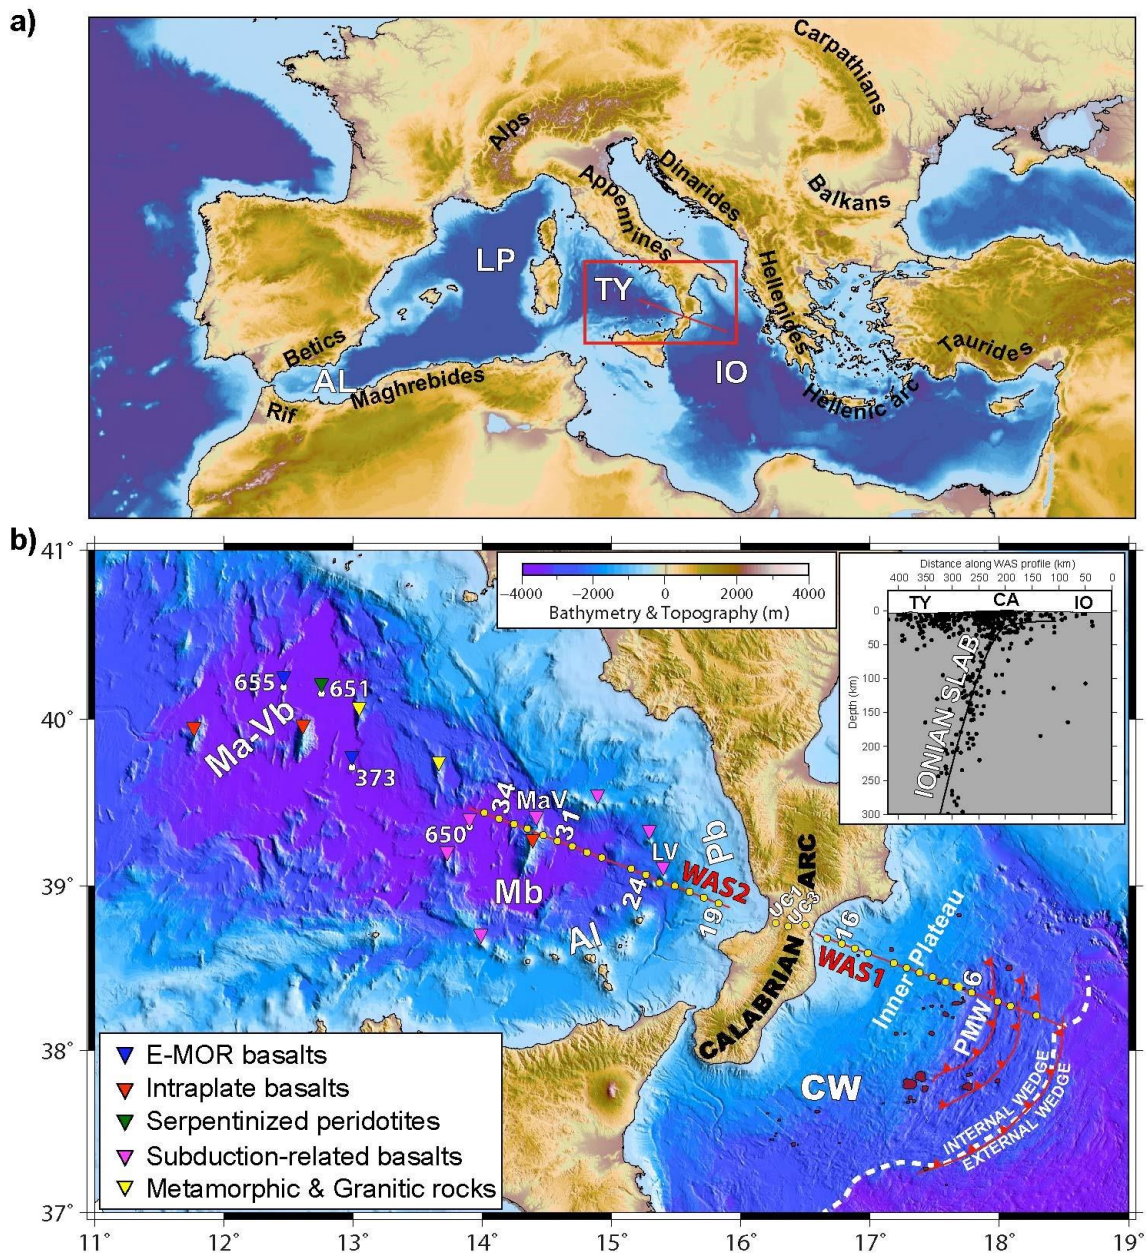 a)
Carpathians
Alps
Dinarides
Appennines
Balkans
LP
TY
Hellenides
Betics
Taurides
IO
AL
Maghrebides
Hellenic arc
Rif
b)
41°
40°
39°
38°
37°
−4000 −2000 0 2000 4000
Bathymetry & Topography (m)
Distance along WAS profile (km)
400 350 300 250 200 150 100 50 0
TY CA IO
0
50
100
150
200
250
300
Depth (km)
IONIAN SLAB
655
651
Ma-Vb
373
34
MaV
31
650
LV
Pb
WAS2
Mb
24
19
Al
UC1
UC3
16
CALABRIAN ARC
WAS1
Inner Plateau
6
PMW
CW
INTERNAL WEDGE
EXTERNAL WEDGE
E-MOR basalts
Intraplate basalts
Serpentinized peridotites
Subduction-related basalts
Metamorphic & Granitic rocks
11° 12° 13° 14° 15° 16° 17° 18° 19